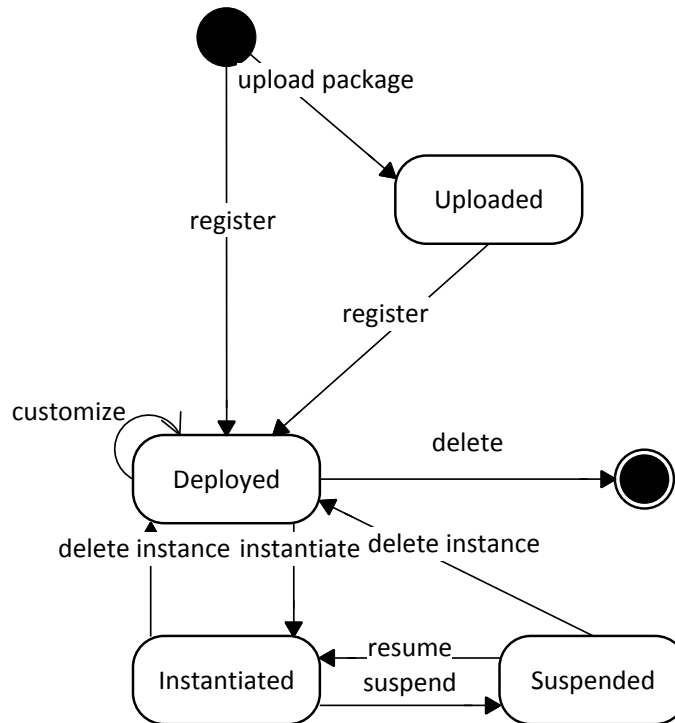 upload package
Uploaded
register
register
customize
delete
Deployed
delete instance
instantiate
delete instance
resume
suspend
Instantiated
Suspended